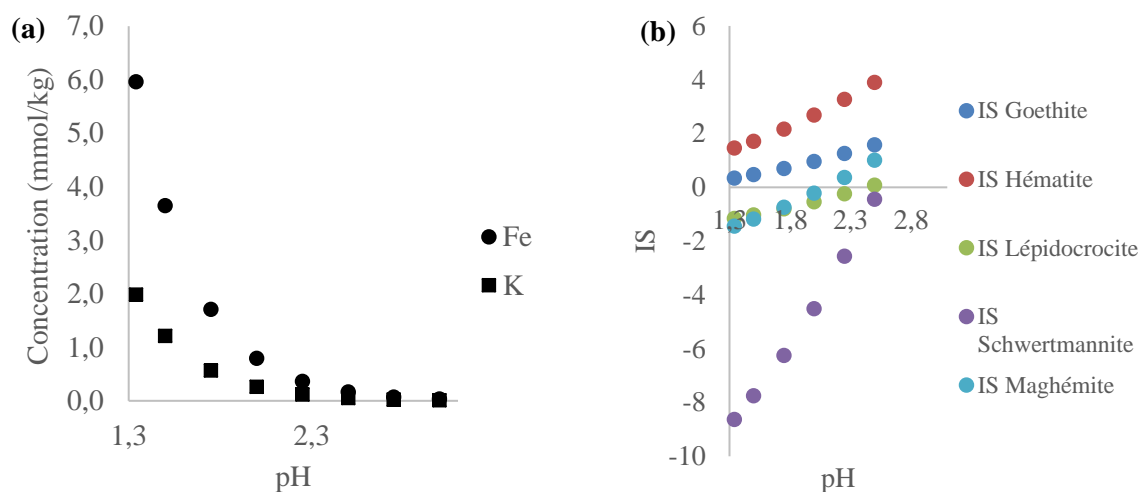 (a)
7,0
6,0
5,0
4,0
3,0
2,0
1,0
0,0
Concentration (mmol/kg)
1,3
2,3
pH
Fe
K
(b)
6
4
2
0
-2
-4
-6
-8
-10
IS
1,3
1,8
2,3
2,8
pH
IS Goethite
IS Hématite
IS Lépidocrocite
IS
Schwertmannite
IS Maghémite